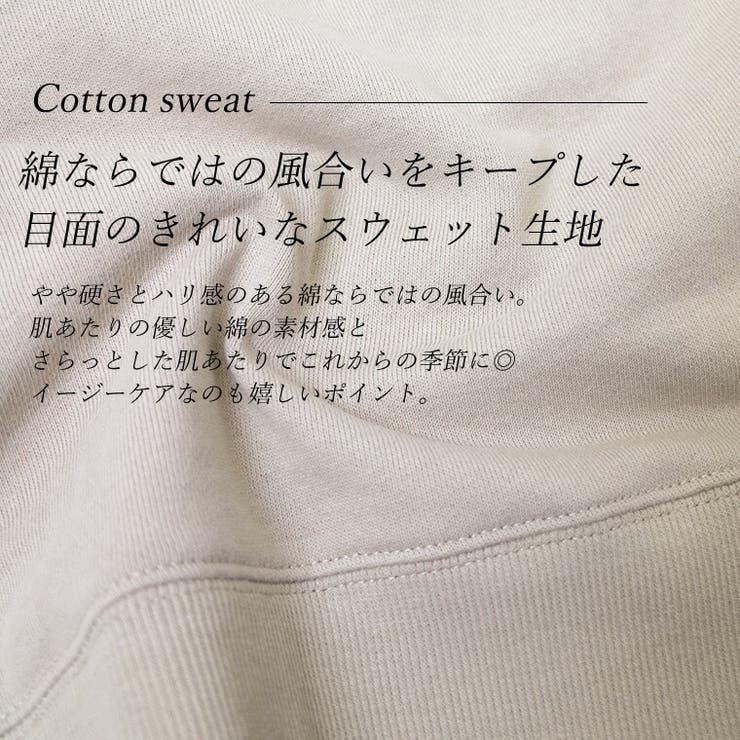 Cotton sweat
綿ならではの風合いをキープした
目面のきれいなスウェット生地
やや硬さとハリ感のある綿ならではの風合い。
肌あたりの優しい綿の素材感と
さらっとした肌あたりでこれからの季節に◎
イージーケアなのも嬉しいポイント。